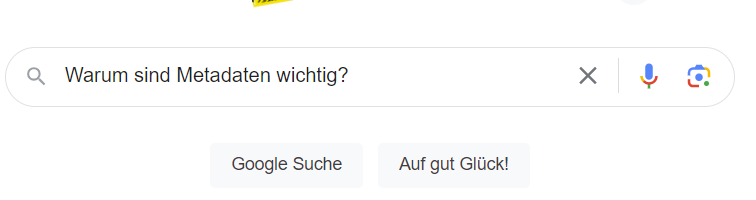 Warum sind Metadaten wichtig?
Google Suche
Auf gut Glück!